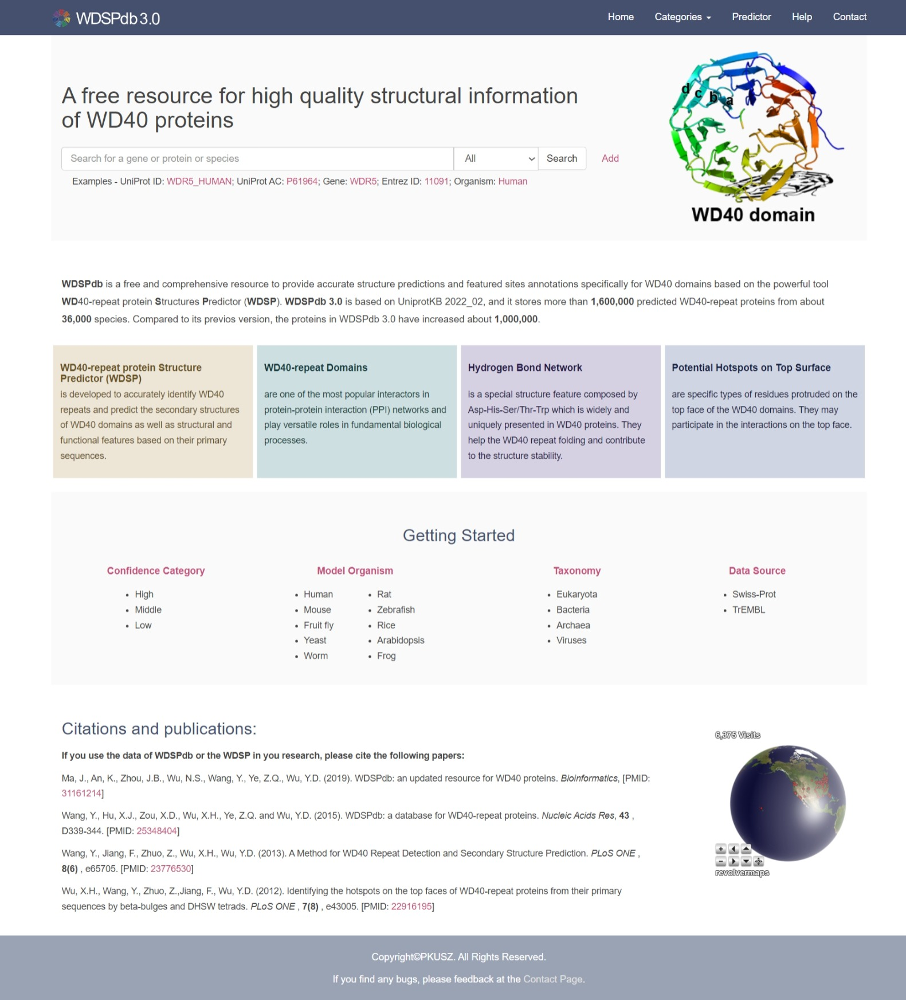 WDSPdb 3.0
Home Categories Predictor Help Contact
A free resource for high quality structural information
of WD40 proteins
Search for a gene or protein or species All Search Add
Examples - UniProt ID: WDR5_HUMAN; UniProt AC: P61964; Gene: WDR5; Entrez ID: 11091; Organism: Human
d c b a
WD40 domain
WDSPdb is a free and comprehensive resource to provide accurate structure predictions and featured sites annotations specifically for WD40 domains based on the powerful tool
WD40-repeat protein Structures Predictor (WDSP). WDSPdb 3.0 is based on UniprotKB 2022_02, and it stores more than 1,600,000 predicted WD40-repeat proteins from about
36,000 species. Compared to its previos version, the proteins in WDSPdb 3.0 have increased about 1,000,000.
WD40-repeat protein Structure
Predictor (WDSP)
is developed to accurately identify WD40
repeats and predict the secondary structures
of WD40 domains as well as structural and
functional features based on their primary
sequences.
WD40-repeat Domains
are one of the most popular interactors in
protein-protein interaction (PPI) networks and
play versatile roles in fundamental biological
processes.
Hydrogen Bond Network
is a special structure feature composed by
Asp-His-Ser/Thr-Trp which is widely and
uniquely presented in WD40 proteins. They
help the WD40 repeat folding and contribute
to the structure stability.
Potential Hotspots on Top Surface
are specific types of residues protruded on the
top face of the WD40 domains. They may
participate in the interactions on the top face.
Getting Started
Confidence Category
High
Middle
Low
Model Organism
Human
Mouse
Fruit fly
Yeast
Worm
Rat
Zebrafish
Rice
Arabidopsis
Frog
Taxonomy
Eukaryota
Bacteria
Archaea
Viruses
Data Source
Swiss-Prot
TrEMBL
Citations and publications:
If you use the data of WDSPdb or the WDSP in you research, please cite the following papers:
Ma, J., An, K., Zhou, J.B., Wu, N.S., Wang, Y., Ye, Z.Q., Wu, Y.D. (2019). WDSPdb: an updated resource for WD40 proteins. Bioinformatics, [PMID:
31161214]
Wang, Y., Hu, X.J., Zou, X.D., Wu, X.H., Ye, Z.Q. and Wu, Y.D. (2015). WDSPdb: a database for WD40-repeat proteins. Nucleic Acids Res, 43 ,
D339-344. [PMID: 25348404]
Wang, Y., Jiang, F., Zhuo, Z., Wu, X.H., Wu, Y.D. (2013). A Method for WD40 Repeat Detection and Secondary Structure Prediction. PLoS ONE ,
8(6) , e65705. [PMID: 23776530]
Wu, X.H., Wang, Y., Zhuo, Z.,Jiang, F., Wu, Y.D. (2012). Identifying the hotspots on the top faces of WD40-repeat proteins from their primary
sequences by beta-bulges and DHSW tetrads. PLoS ONE , 7(8) , e43005. [PMID: 22916195]
6,375 Visits
revolvermaps
Copyright©PKUSZ. All Rights Reserved.
If you find any bugs, please feedback at the Contact Page.